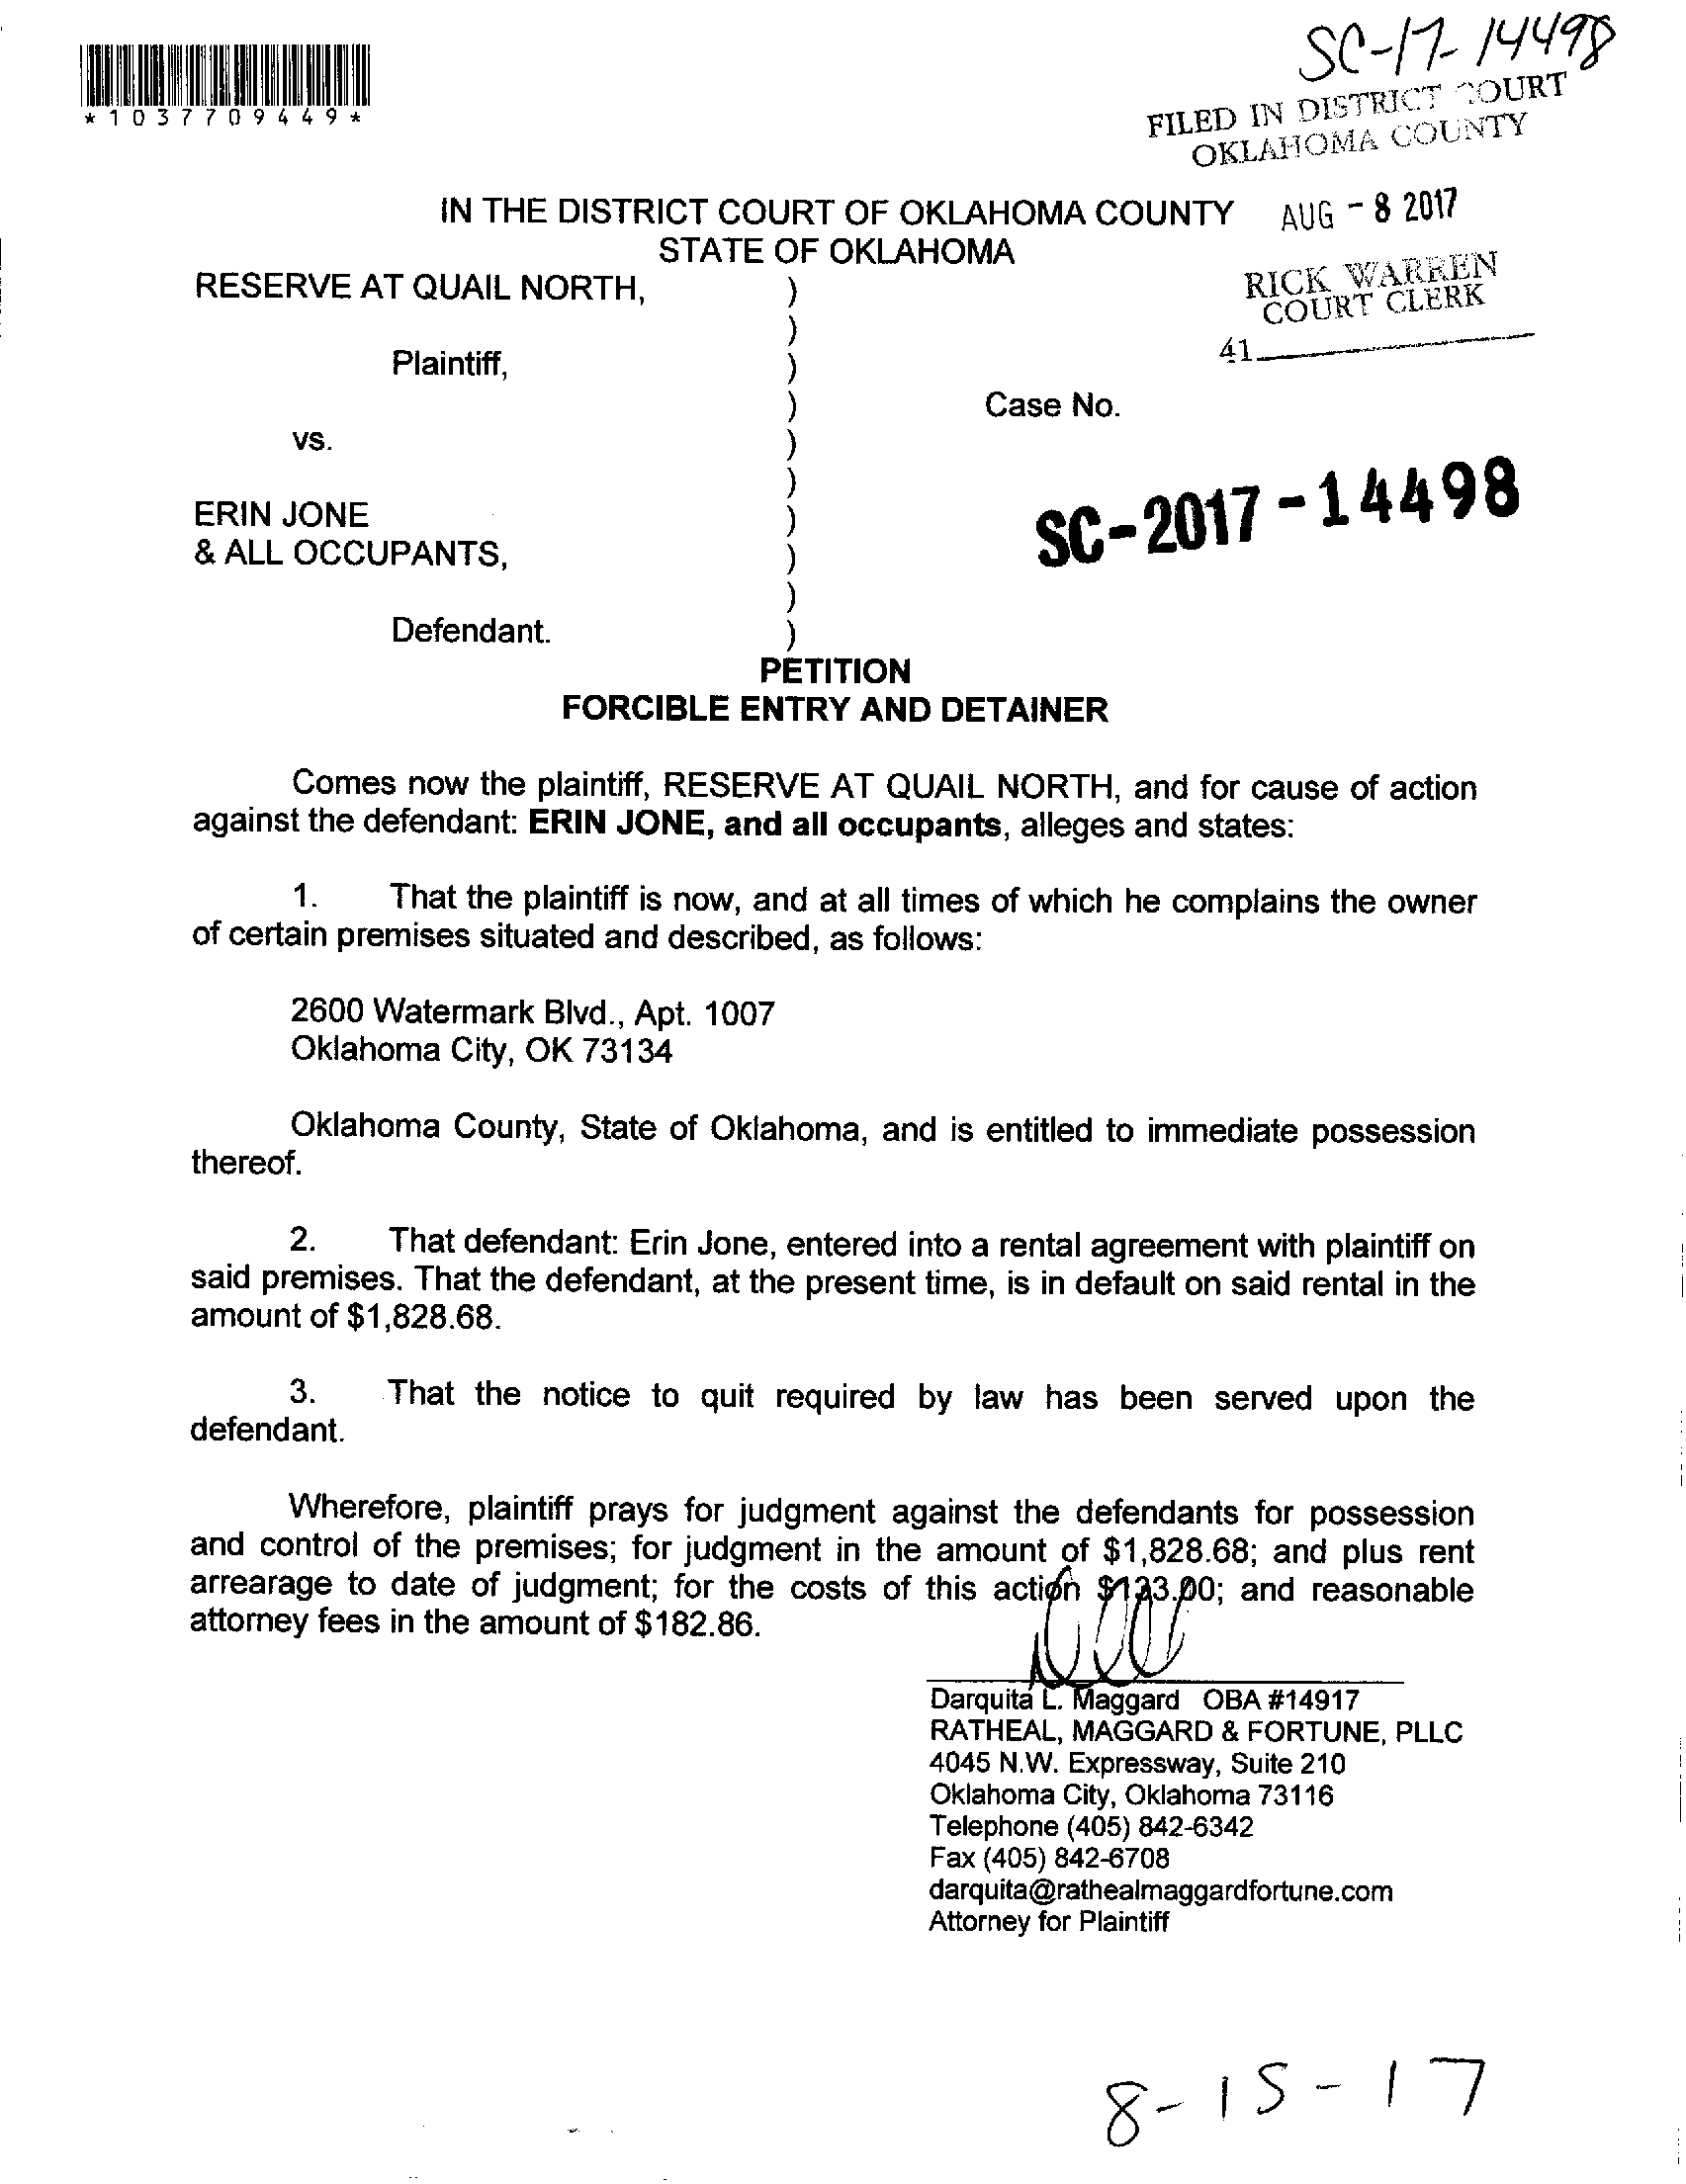 SC-17-14498
*1037709449*
FILED IN DISTRICT COURT
OKLAHOMA COUNTY
IN THE DISTRICT COURT OF OKLAHOMA COUNTY
AUG - 8 2017
STATE OF OKLAHOMA
RICK WARREN
COURT CLERK
41
RESERVE AT QUAIL NORTH, )
)
Plaintiff, )
) Case No.
vs. )
)
ERIN JONE ) SC-2017-14498
& ALL OCCUPANTS, )
)
Defendant. )
PETITION
FORCIBLE ENTRY AND DETAINER
Comes now the plaintiff, RESERVE AT QUAIL NORTH, and for cause of action
against the defendant: ERIN JONE, and all occupants, alleges and states:
1. That the plaintiff is now, and at all times of which he complains the owner
of certain premises situated and described, as follows:
2600 Watermark Blvd., Apt. 1007
Oklahoma City, OK 73134
Oklahoma County, State of Oklahoma, and is entitled to immediate possession
thereof.
2. That defendant: Erin Jone, entered into a rental agreement with plaintiff on
said premises. That the defendant, at the present time, is in default on said rental in the
amount of $1,828.68.
3. That the notice to quit required by law has been served upon the
defendant.
Wherefore, plaintiff prays for judgment against the defendants for possession
and control of the premises; for judgment in the amount of $1,828.68; and plus rent
arrearage to date of judgment; for the costs of this action and reasonable
attorney fees in the amount of $182.86.
Darquita L. Maggard OBA #14917
RATHEAL, MAGGARD & FORTUNE, PLLC
4045 N.W. Expressway, Suite 210
Oklahoma City, Oklahoma 73116
Telephone (405) 842-6342
Fax (405) 842-6708
darquita@rathealmaggardfortune.com
Attorney for Plaintiff
8-15-17